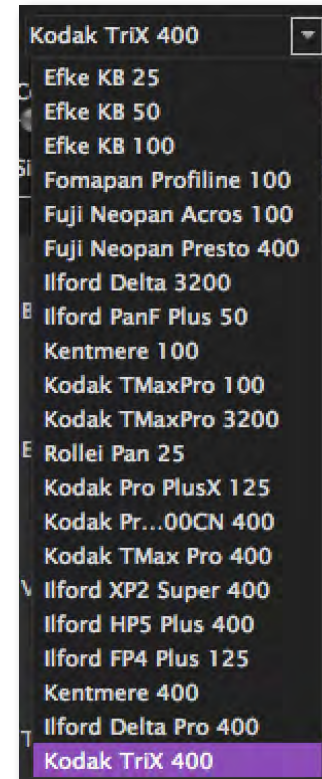 Kodak TriX 400
Efke KB 25
Efke KB 50
Efke KB 100
Fomapan Profiline 100
Fuji Neopan Acros 100
Fuji Neopan Presto 400
Ilford Delta 3200
Ilford PanF Plus 50
Kentmere 100
Kodak TMaxPro 100
Kodak TMaxPro 3200
Rollei Pan 25
Kodak Pro PlusX 125
Kodak Pr...00CN 400
Kodak TMax Pro 400
Ilford XP2 Super 400
Ilford HP5 Plus 400
Ilford FP4 Plus 125
Kentmere 400
Ilford Delta Pro 400
Kodak TriX 400